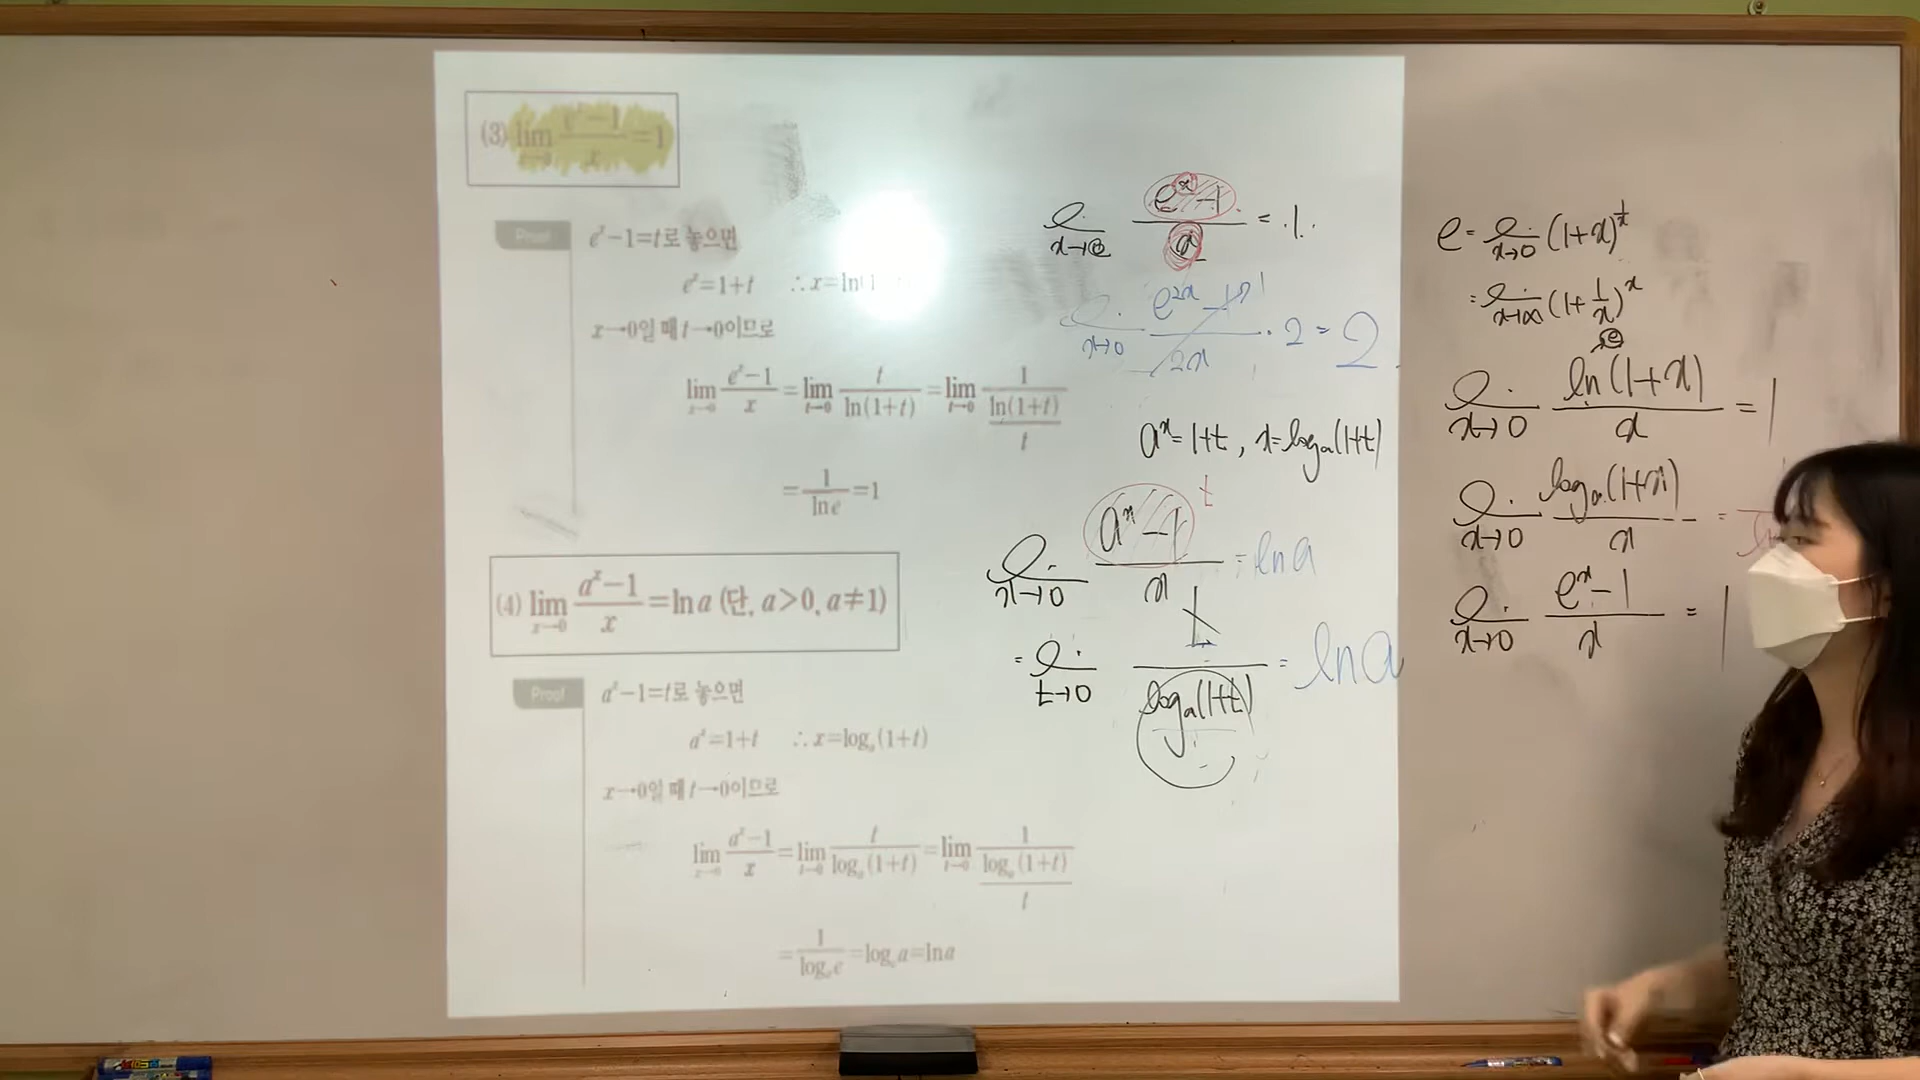 (3) lim x→0 (e^x−1)/x = 1
Proof e^x−1=t로 놓으면
e^x=1+t ∴x=ln(1
x→0일 때 t→0이므로
lim x→0 (e^x−1)/x = lim t→0 t/ln(1+t) = lim t→0 1/(ln(1+t)/t)
= 1/ln e = 1
(4) lim x→0 (a^x−1)/x = ln a (단, a>0, a≠1)
Proof a^x−1=t로 놓으면
a^x=1+t ∴x=log_a(1+t)
x→0일 때 t→0이므로
lim x→0 (a^x−1)/x = lim t→0 t/log_a(1+t) = lim t→0 1/(log_a(1+t)/t)
= 1/log_a e = log_e a = ln a
(e^x−1)/x = 1
x→0 (e^2x−1)/2x · 2 = 2
a^x=1+t, x=log_a(1+t)
t
lim x→0 (a^x−1)/x = ln a
= lim t→0 t/log_a(1+t) = ln a
e = lim x→0 (1+x)^1/x
= lim x→∞ (1+1/x)^x
lim x→0 ln(1+x)/x = 1
lim x→0 log_a(1+x)/x =
lim x→0 (e^x−1)/x = 1